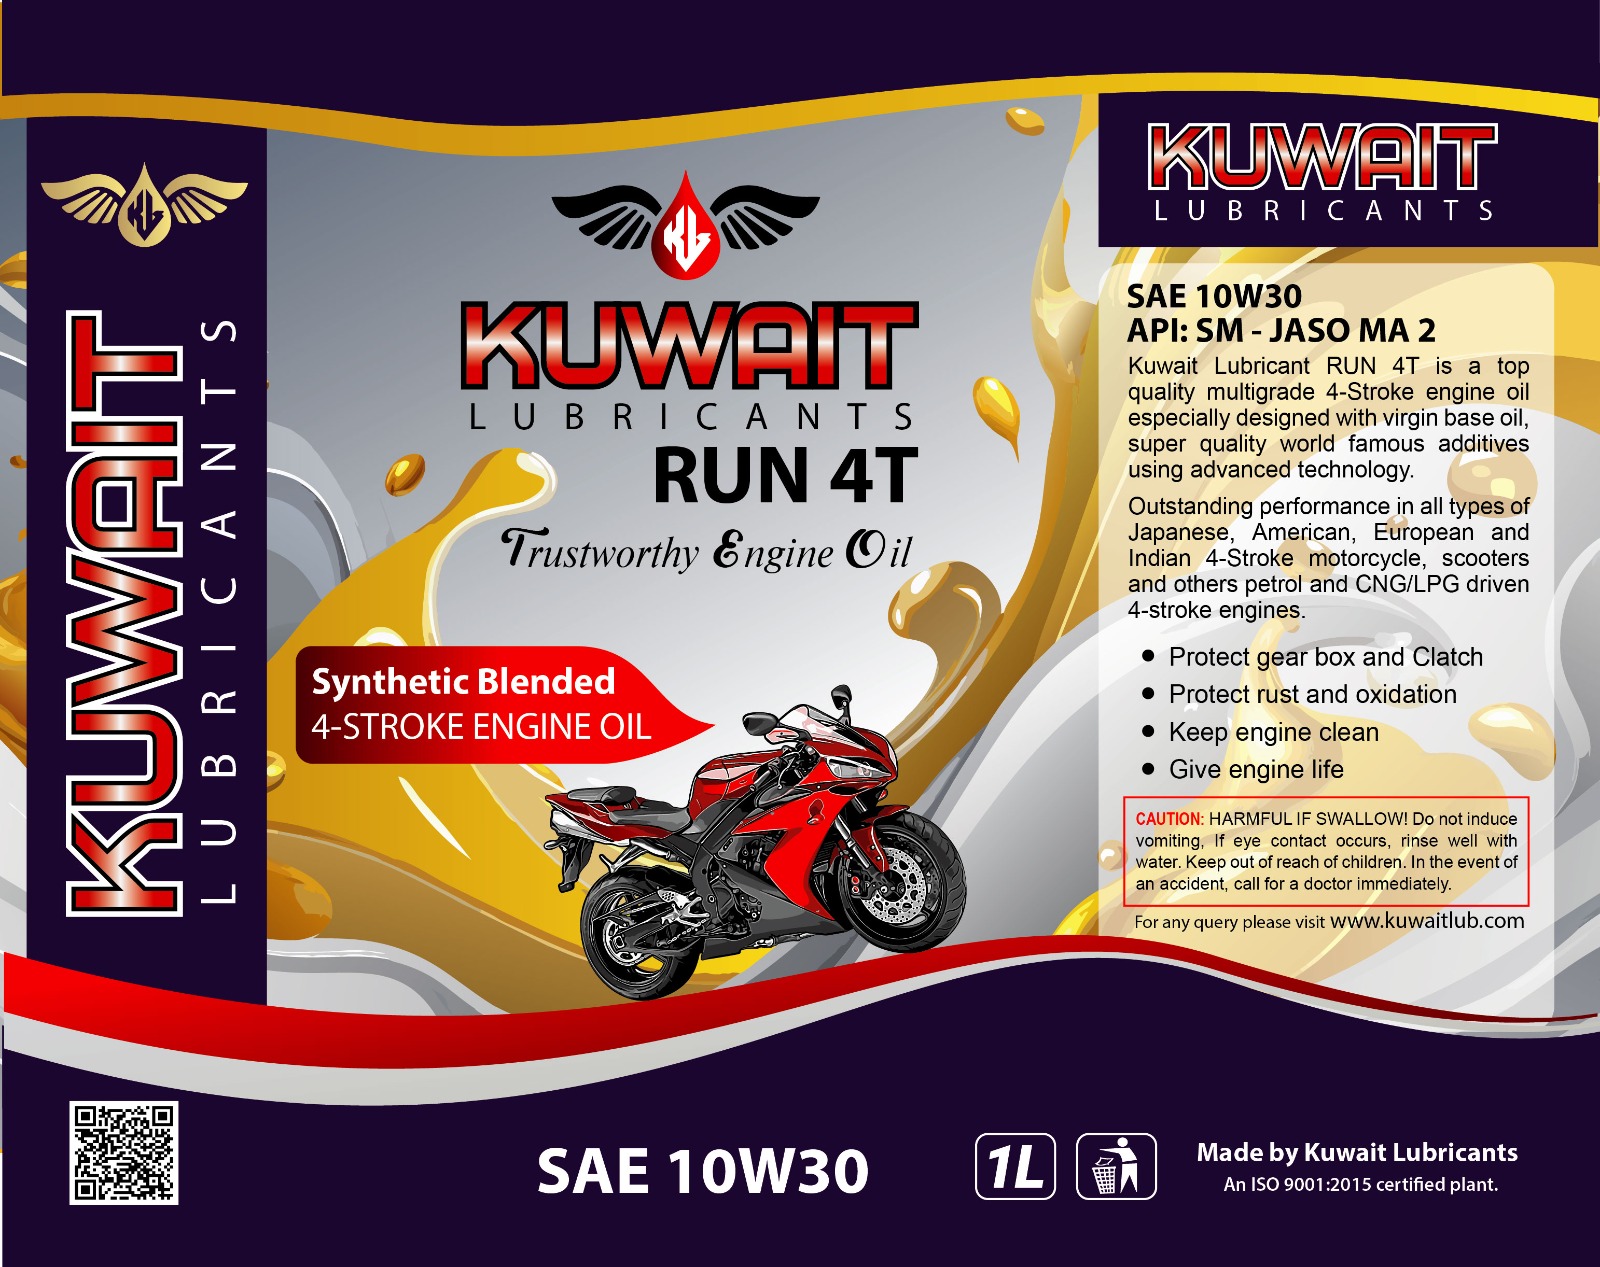 KUWAIT
LUBRICANTS
KL
KL
KUWAIT
LUBRICANTS
RUN 4T
Trustworthy Engine Oil
Synthetic Blended
4-STROKE ENGINE OIL
KUWAIT
LUBRICANTS
SAE 10W30
API: SM - JASO MA 2
Kuwait Lubricant RUN 4T is a top
quality multigrade 4-Stroke engine oil
especially designed with virgin base oil,
super quality world famous additives
using advanced technology.
Outstanding performance in all types of
Japanese, American, European and
Indian 4-Stroke motorcycle, scooters
and others petrol and CNG/LPG driven
4-stroke engines.
● Protect gear box and Clatch
● Protect rust and oxidation
● Keep engine clean
● Give engine life
CAUTION: HARMFUL IF SWALLOW! Do not induce
vomiting, If eye contact occurs, rinse well with
water. Keep out of reach of children. In the event of
an accident, call for a doctor immediately.
For any query please visit www.kuwaitlub.com
SAE 10W30
1L
Made by Kuwait Lubricants
An ISO 9001:2015 certified plant.